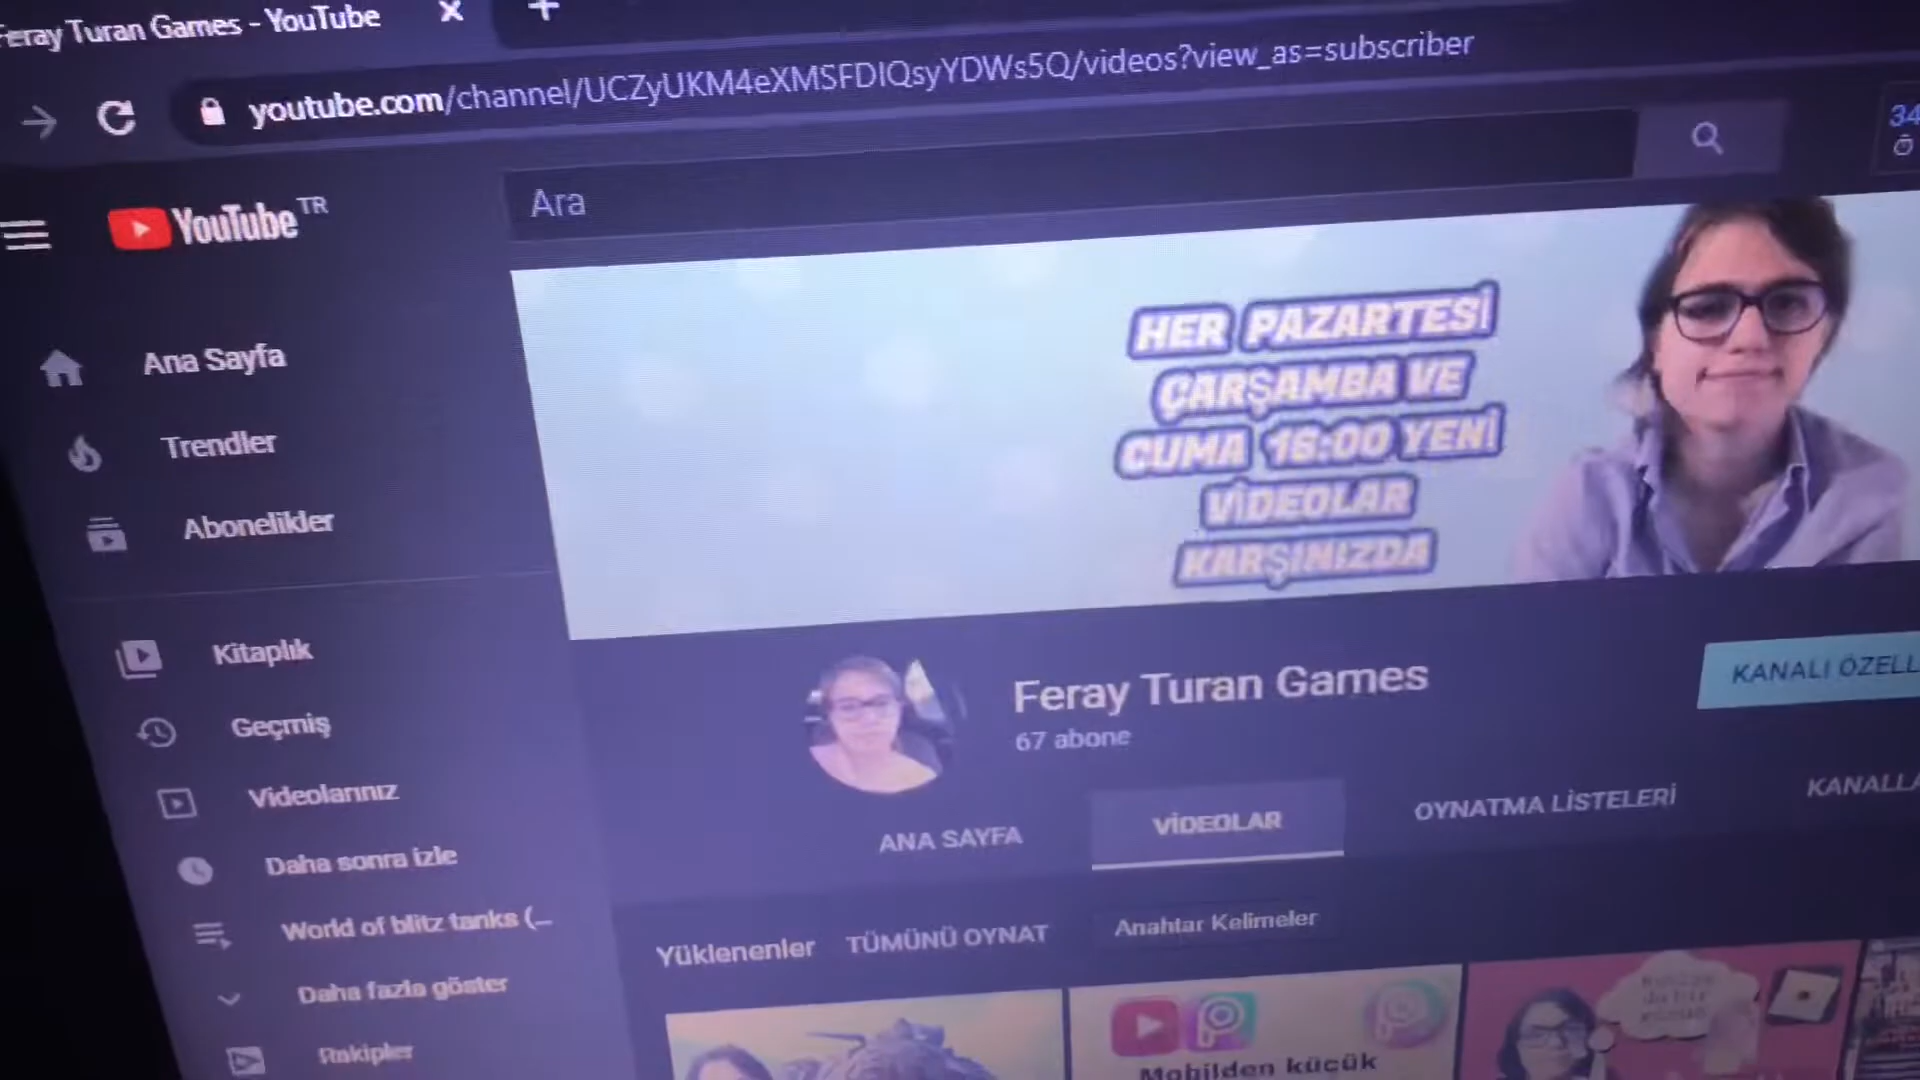 Feray Turan Games - YouTube
youtube.com/channel/UCZyUKM4eXMSFDIQsyYDWs5Q/videos?view_as=subscriber
34
YouTube TR
Ara
HER PAZARTESİ
ÇARŞAMBA VE
CUMA 16:00 YENİ
VİDEOLAR
KARŞINIZDA
Ana Sayfa
Trendler
Abonelikler
Kitaplık
Geçmiş
Videolarınız
Daha sonra izle
World of blitz tanks (...
Daha fazla göster
Rakipler
Feray Turan Games
67 abone
KANALI ÖZELL
ANA SAYFA
VİDEOLAR
OYNATMA LİSTELERİ
KANALLA
Yüklenenler
TÜMÜNÜ OYNAT
Anahtar Kelimeler
Mobilden küçük